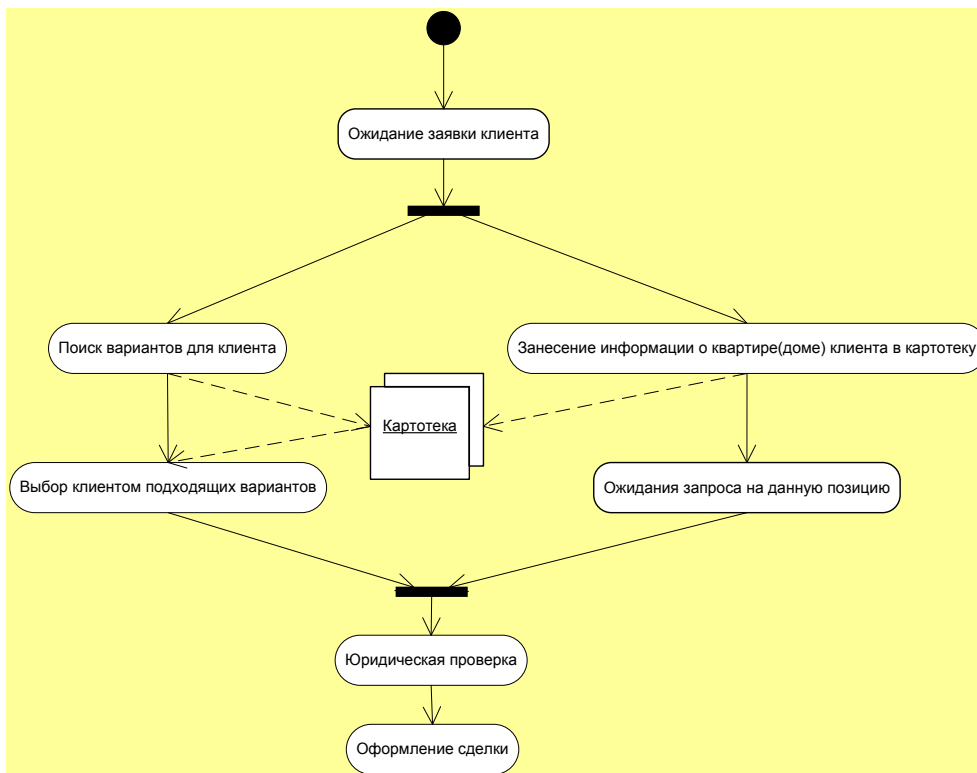 Ожидание заявки клиента
Поиск вариантов для клиента
Занесение информации о квартире(доме) клиента в картотеку
Картотека
Выбор клиентом подходящих вариантов
Ожидания запроса на данную позицию
Юридическая проверка
Оформление сделки